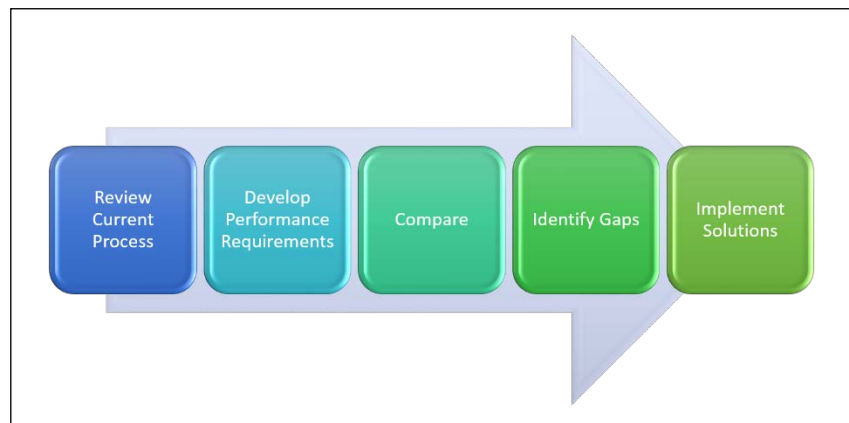 Review
Current
Process
Develop
Performance
Requirements
Compare
Identify Gaps
Implement
Solutions